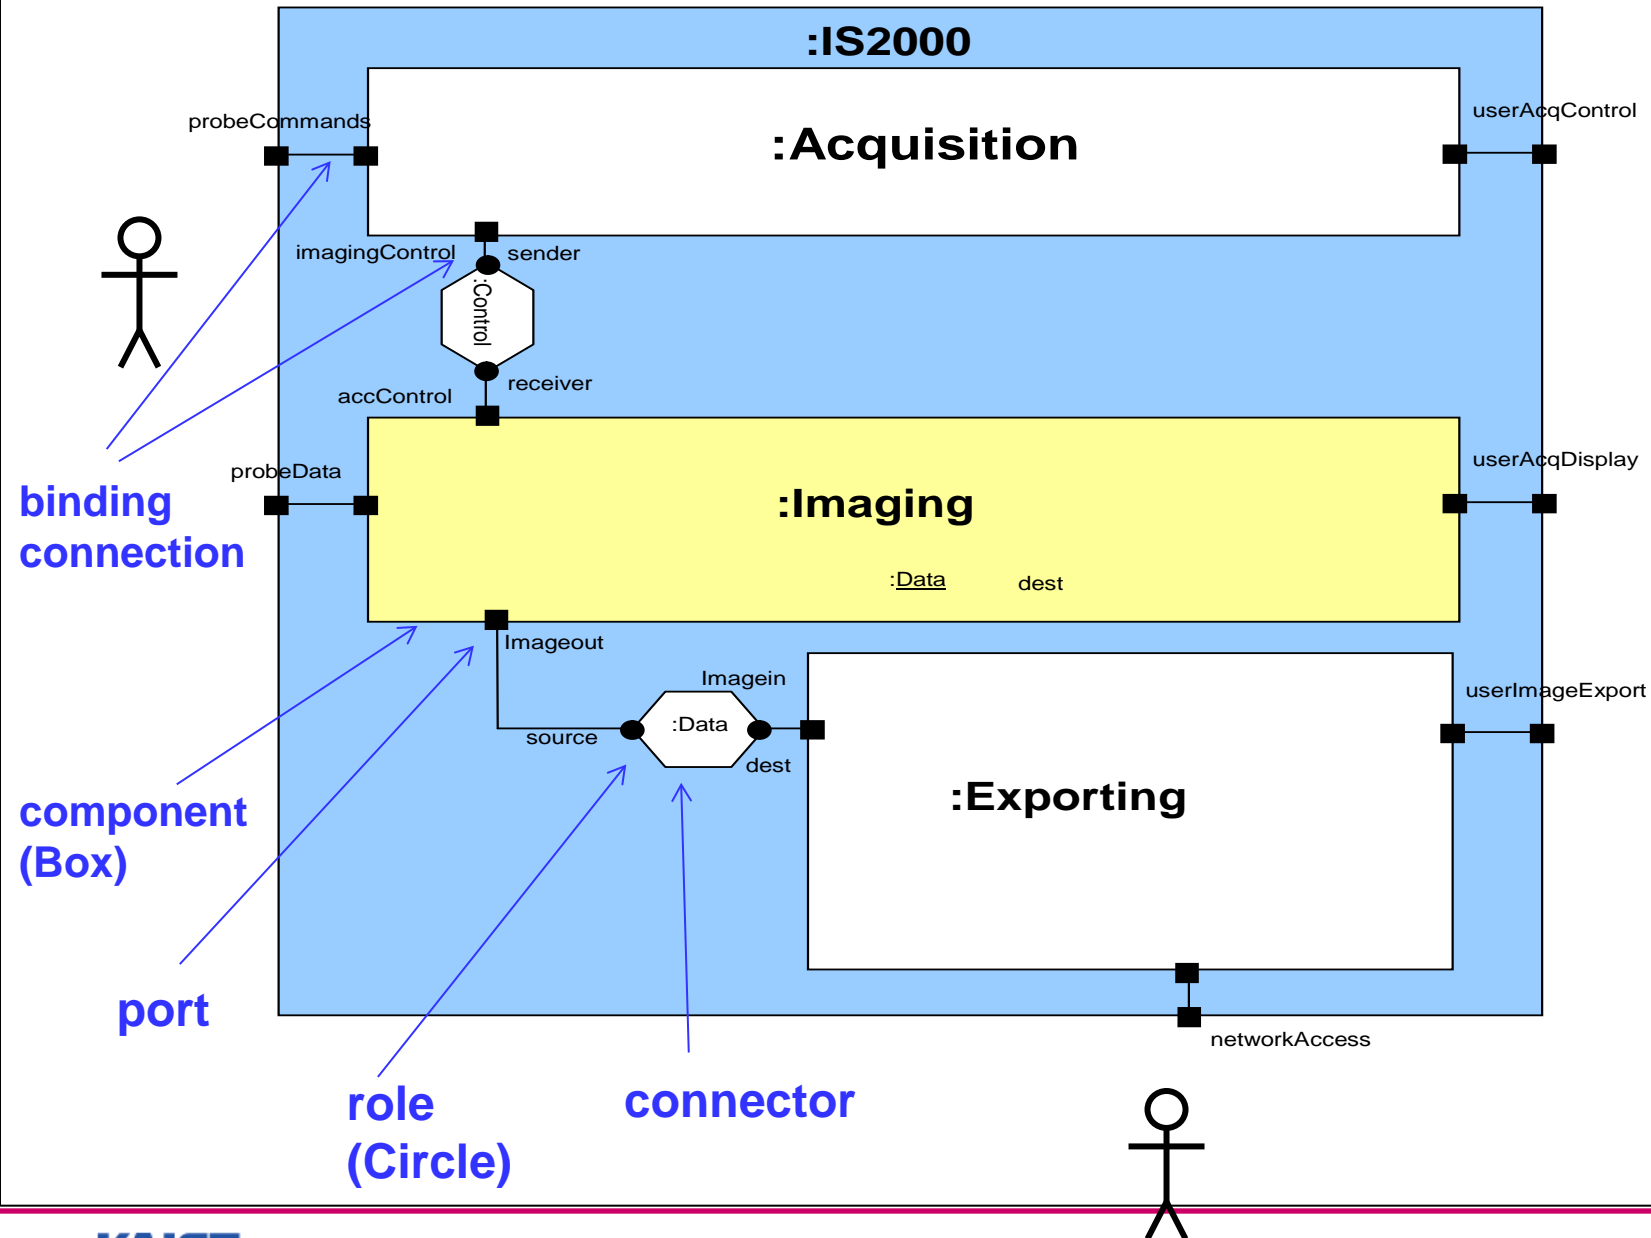 :IS2000
probeCommands
userAcqControl
:Acquisition
imagingControl
sender
:Control
receiver
accControl
probeData
userAcqDisplay
binding
connection
:Imaging
:Data
dest
Imageout
Imagein
userImageExport
:Data
source
dest
:Exporting
component
(Box)
port
networkAccess
role
(Circle)
connector